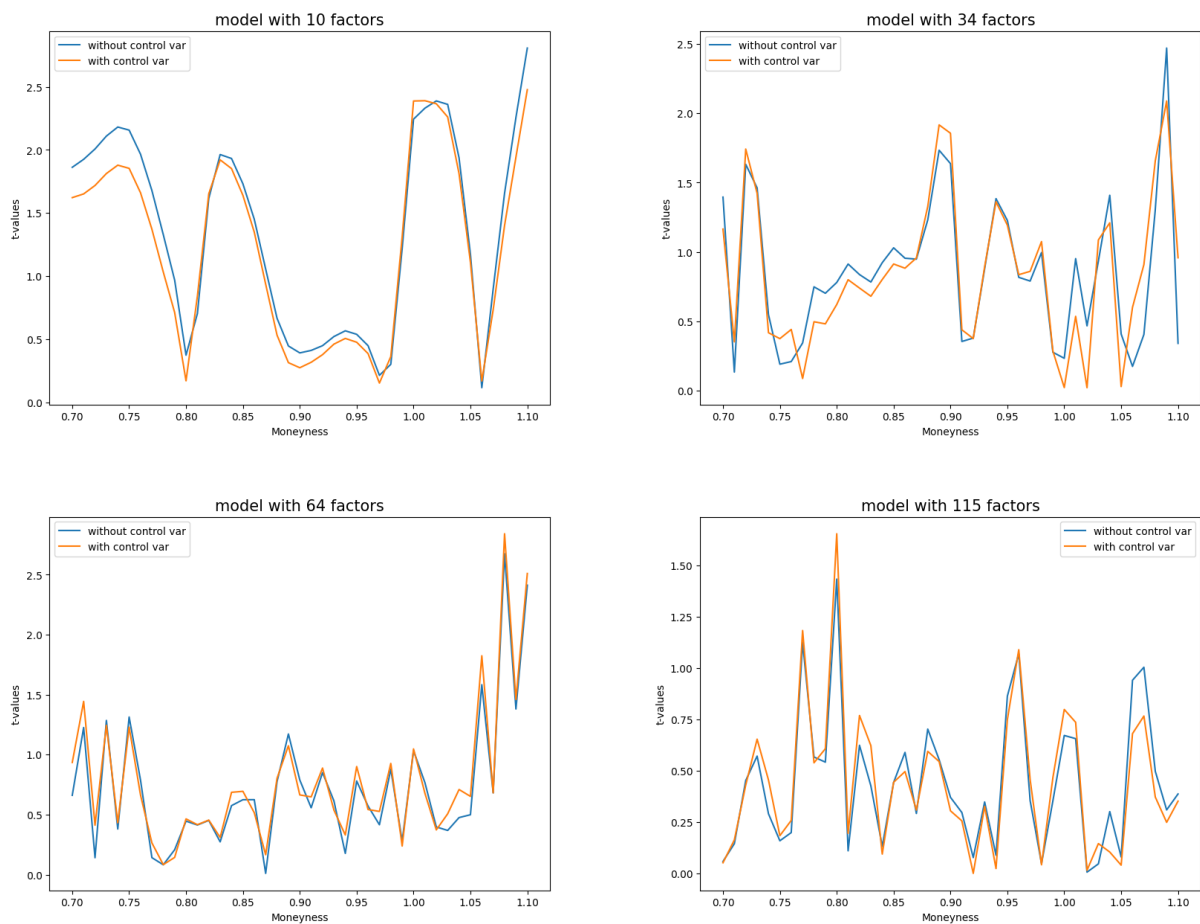 model with 10 factors
without control var
with control var
t-values
2.5
2.0
1.5
1.0
0.5
0.0
0.70 0.75 0.80 0.85 0.90 0.95 1.00 1.05 1.10
Moneyness
model with 34 factors
without control var
with control var
t-values
2.5
2.0
1.5
1.0
0.5
0.0
0.70 0.75 0.80 0.85 0.90 0.95 1.00 1.05 1.10
Moneyness
model with 64 factors
without control var
with control var
t-values
2.5
2.0
1.5
1.0
0.5
0.0
0.70 0.75 0.80 0.85 0.90 0.95 1.00 1.05 1.10
Moneyness
model with 115 factors
without control var
with control var
t-values
1.50
1.25
1.00
0.75
0.50
0.25
0.00
0.70 0.75 0.80 0.85 0.90 0.95 1.00 1.05 1.10
Moneyness